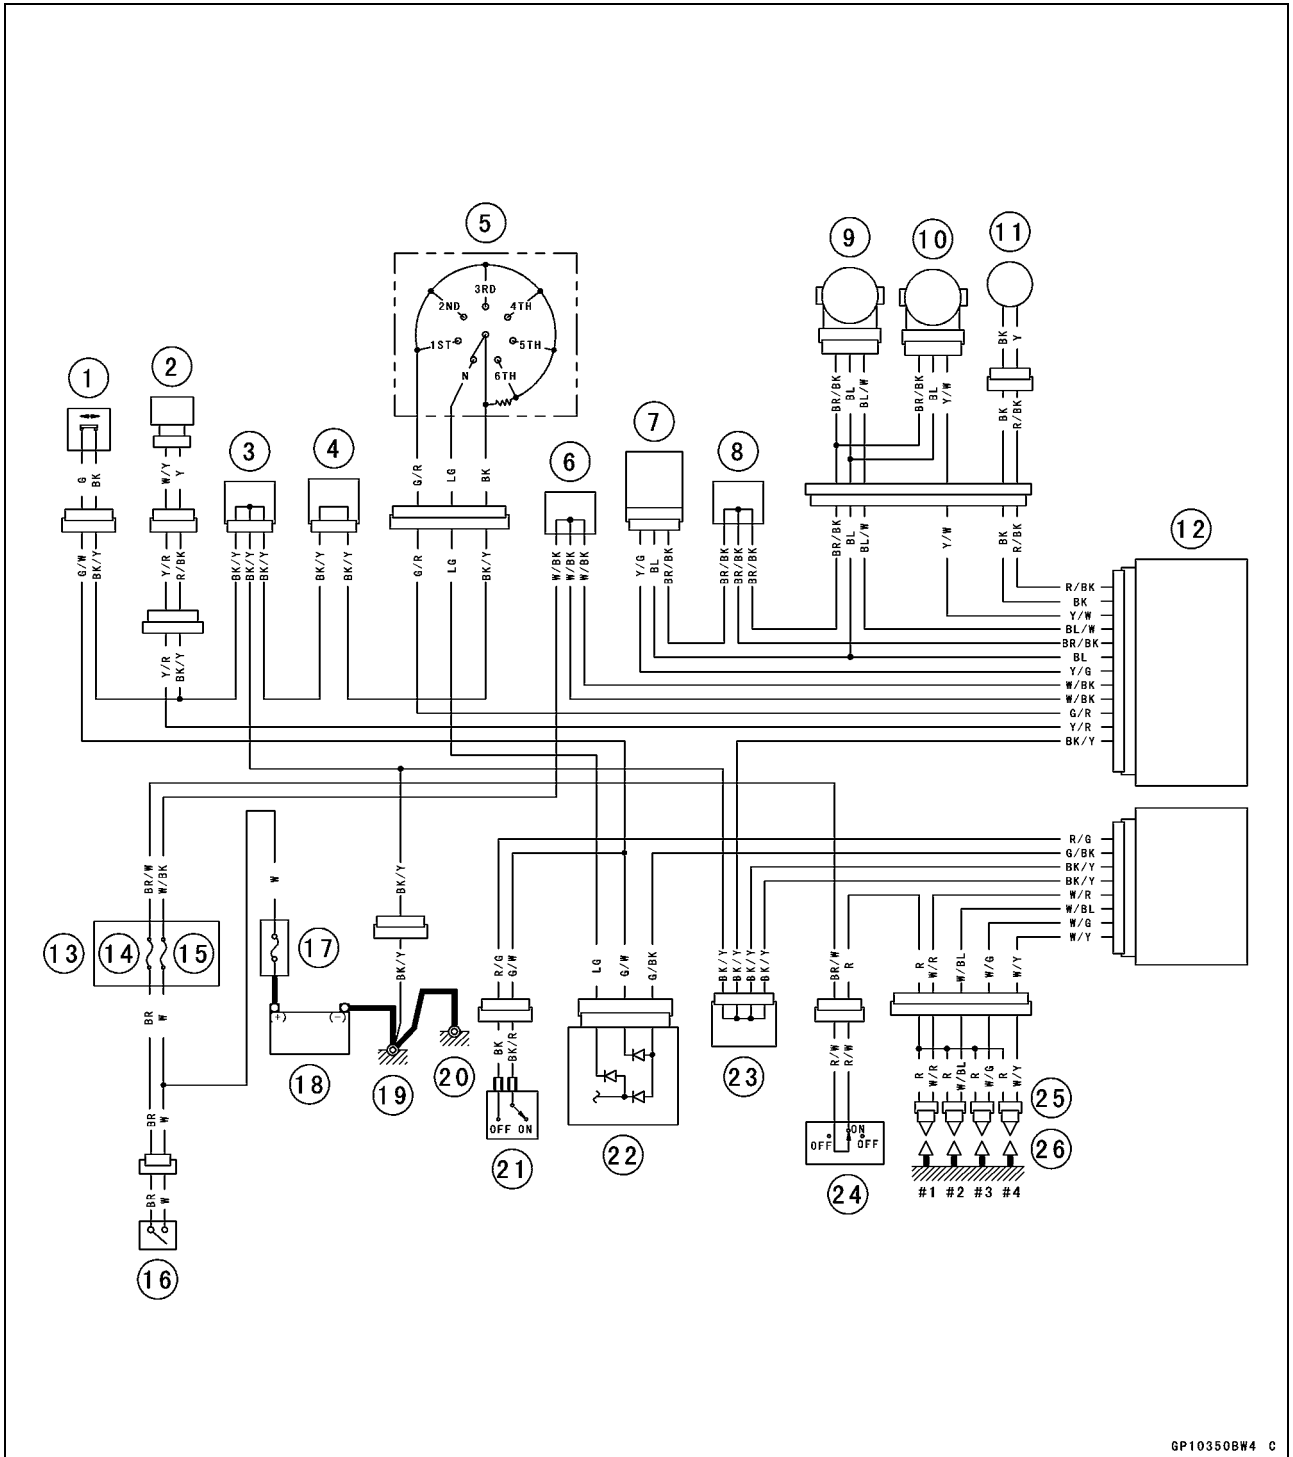 5
9
10
11
3RD
2ND
4TH
1ST
5TH
N
6TH
1
2
3
4
6
7
8
12
BK
Y
BR/BK
BL
BL/W
BR/BK
BL
Y/W
BK
R/BK
G
BK
W/Y
Y
G/R
LG
BK
G/W
BK/Y
Y/R
R/BK
BK/Y
BK/Y
BK/Y
BK/Y
BK/Y
G/R
LG
BK/Y
W/BK
W/BK
W/BK
Y/G
BL
BR/BK
BR/BK
BR/BK
BR/BK
BR/BK
BL
BL/W
Y/W
BK
R/BK
Y/R
BK/Y
R/BK
BK
Y/W
BL/W
BR/BK
BL
Y/G
W/BK
W/BK
G/R
Y/R
BK/Y
R/G
G/BK
BK/Y
BK/Y
W/R
W/BL
W/G
W/Y
BR/W
W/BK
W
BK/Y
13
14
15
17
BK/Y
R/G
G/W
LG
G/W
G/BK
BK/Y
BK/Y
BK/Y
BK/Y
BR/W
R
R
W/R
W/BL
W/G
W/Y
BR
W
(+)
(-)
18
19
20
BK
BK/R
OFF ON
21
22
23
R/W
R/W
OFF
ON
OFF
24
R
W/R
R
W/BL
R
W/G
R
W/Y
25
26
#1 #2 #3 #4
BR
W
BR
W
16
GP10350BW4 C